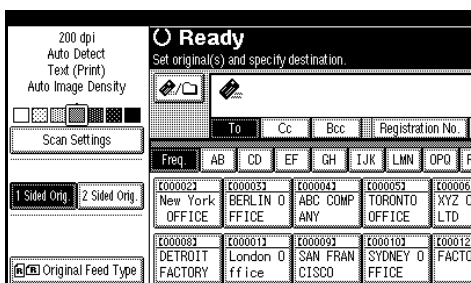 200 dpi
Auto Detect
Text (Print)
Auto Image Density
Scan Settings
1 Sided Orig. 2 Sided Orig.
Original Feed Type
Ready
Set original(s) and specify destination.
To Cc Bcc Registration No.
Freq. AB CD EF GH IJK LMN OPQ
[00002] [00003] [00004] [00005] [00006
New York BERLIN O ABC COMP TORONTO XYZ
OFFICE FFICE ANY OFFICE LTD
[00008] [00001] [00009] [00010] [00012
DETROIT London O SAN FRAN SYDNEY O FACTO
FACTORY ffice CISCO FFICE